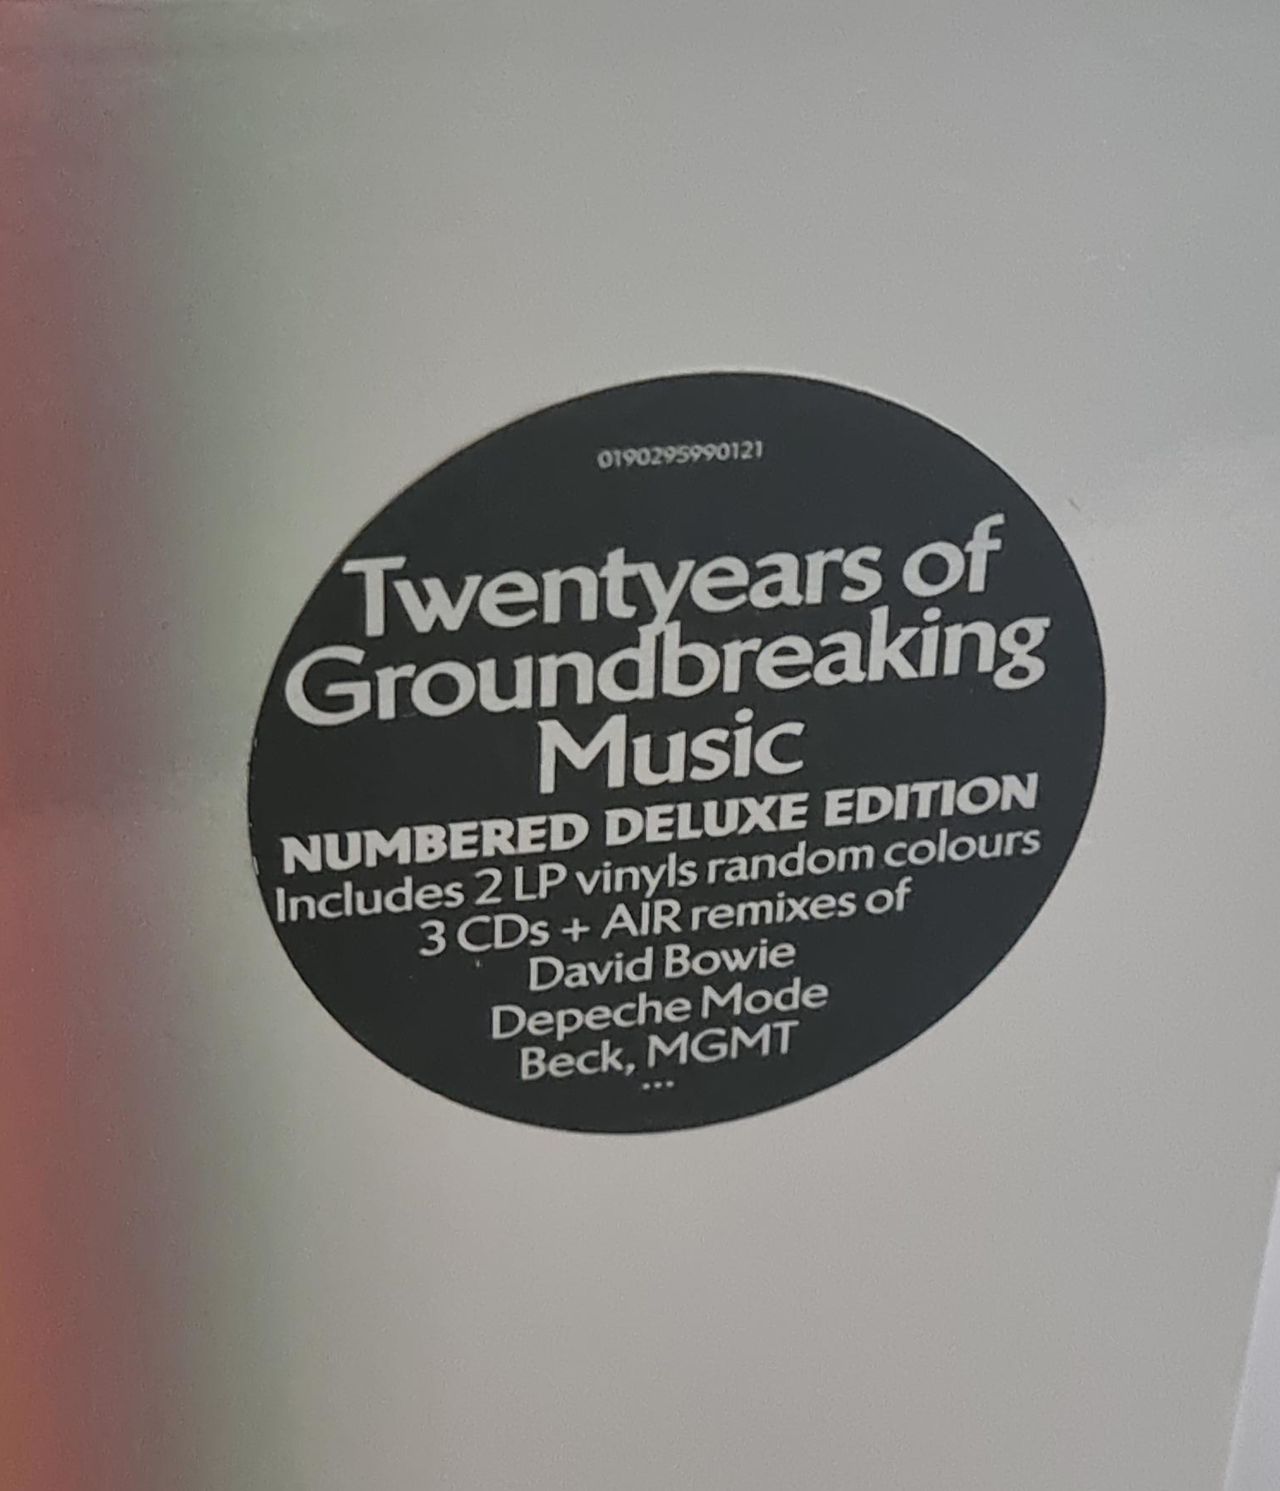 0190295990121
Twentyears of
Groundbreaking
Music
NUMBERED DELUXE EDITION
Includes 2 LP vinyls random colours
3 CDs + AIR remixes of
David Bowie
Depeche Mode
Beck, MGMT
...